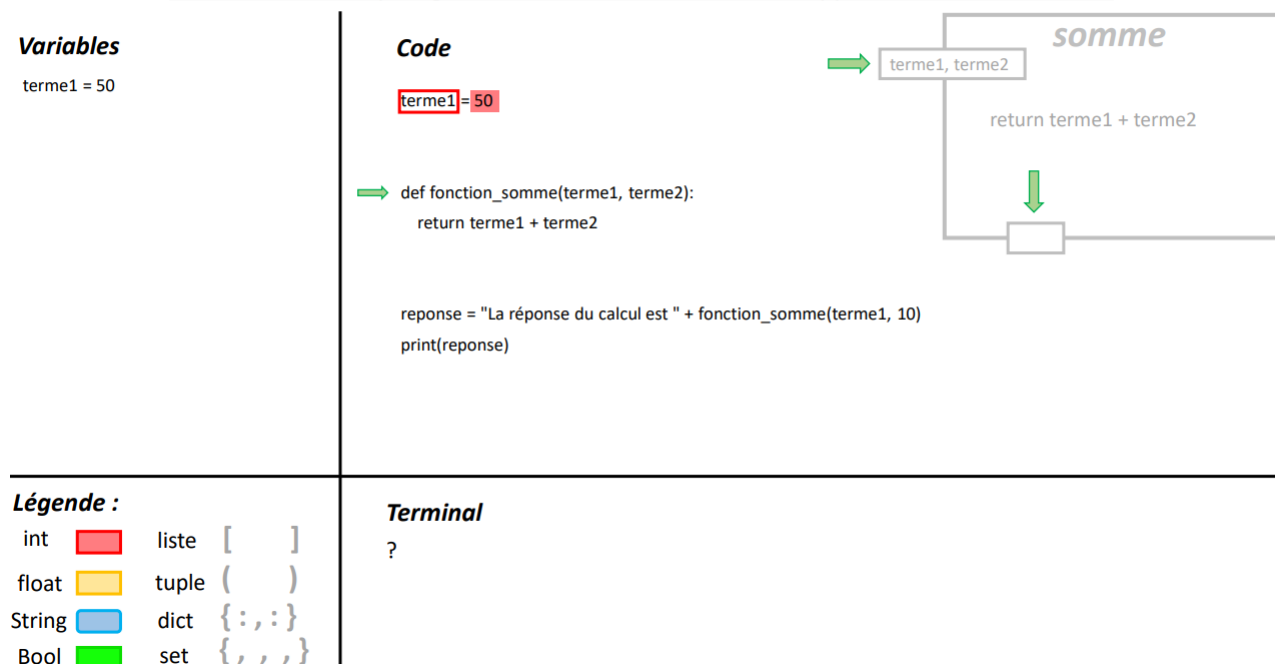 Variables
terme1 = 50
Code
terme1 = 50
def fonction_somme(terme1, terme2):
return terme1 + terme2
reponse = "La réponse du calcul est " + fonction_somme(terme1, 10)
print(reponse)
somme
terme1, terme2
return terme1 + terme2
Légende :
int liste [ ]
float tuple ( )
String dict { : , : }
Bool set { , , , }
Terminal
?